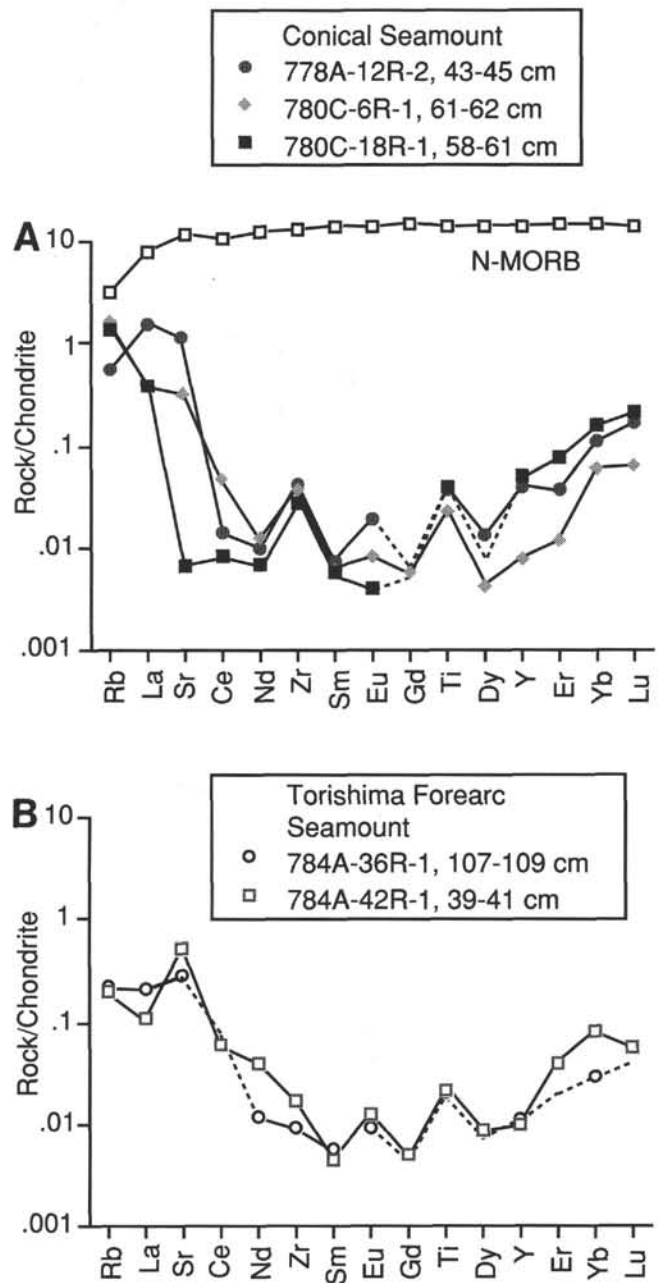 Conical Seamount
778A-12R-2, 43-45 cm
780C-6R-1, 61-62 cm
780C-18R-1, 58-61 cm
A
10
1
.1
.01
.001
Rock/Chondrite
N-MORB
Rb La Sr Ce Nd Zr Sm Eu Gd Ti Dy Y Er Yb Lu
B
Torishima Forearc
Seamount
784A-36R-1, 107-109 cm
784A-42R-1, 39-41 cm
10
1
.1
.01
.001
Rock/Chondrite
Rb La Sr Ce Nd Zr Sm Eu Gd Ti Dy Y Er Yb Lu